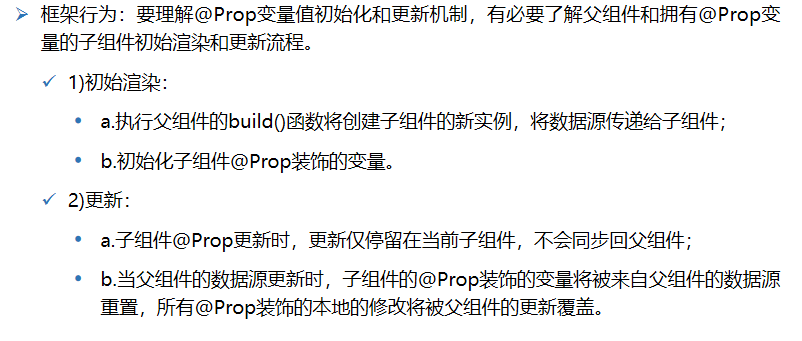 ➢ 框架行为：要理解@Prop变量值初始化和更新机制，有必要了解父组件和拥有@Prop变
量的子组件初始渲染和更新流程。
✓ 1)初始渲染：
• a.执行父组件的build()函数将创建子组件的新实例，将数据源传递给子组件；
• b.初始化子组件@Prop装饰的变量。
✓ 2)更新：
• a.子组件@Prop更新时，更新仅停留在当前子组件，不会同步回父组件；
• b.当父组件的数据源更新时，子组件的@Prop装饰的变量将被来自父组件的数据源
重置，所有@Prop装饰的本地的修改将被父组件的更新覆盖。